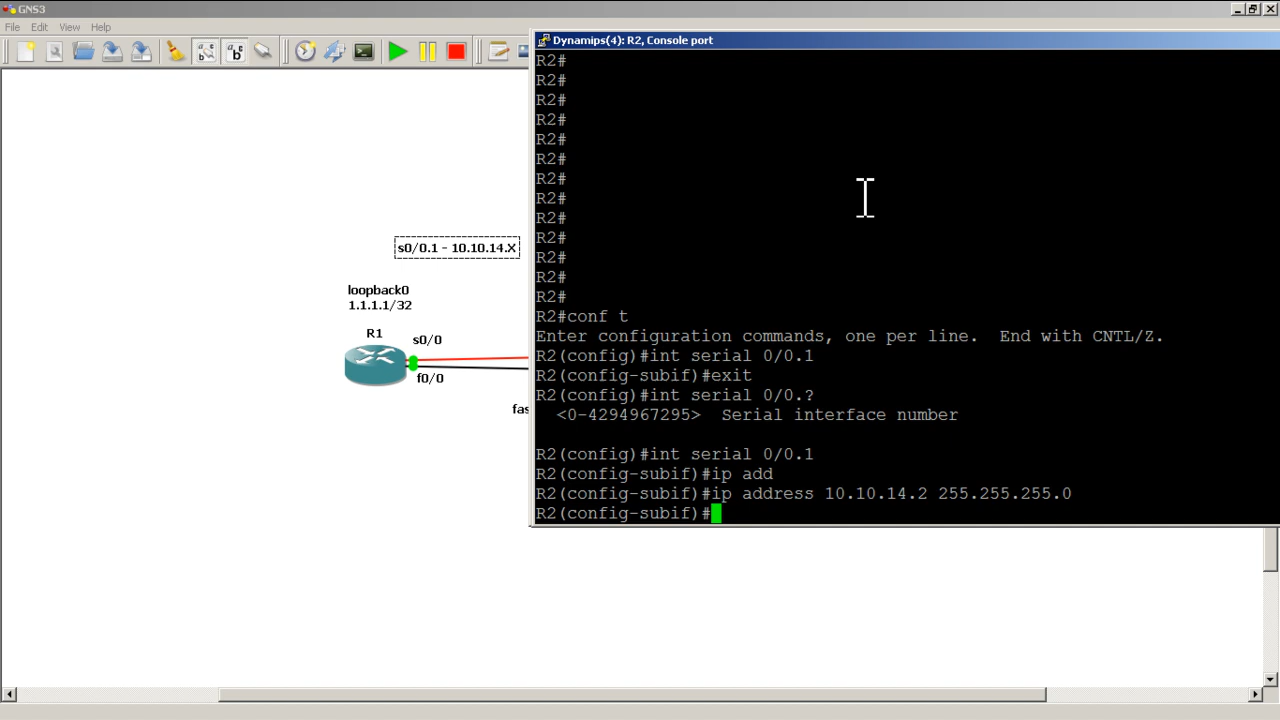 GNS3
File Edit View Help
Dynamips(4): R2, Console port
R2#
R2#
R2#
R2#
R2#
R2#
R2#
R2#
R2#
R2#
R2#
R2#
R2#
R2#conf t
Enter configuration commands, one per line. End with CNTL/Z.
R2(config)#int serial 0/0.1
R2(config-subif)#exit
R2(config)#int serial 0/0.?
<0-4294967295> Serial interface number
R2(config)#int serial 0/0.1
R2(config-subif)#ip add
R2(config-subif)#ip address 10.10.14.2 255.255.255.0
R2(config-subif)#
s0/0.1 - 10.10.14.X
loopback0
1.1.1.1/32
R1
s0/0
f0/0
fas